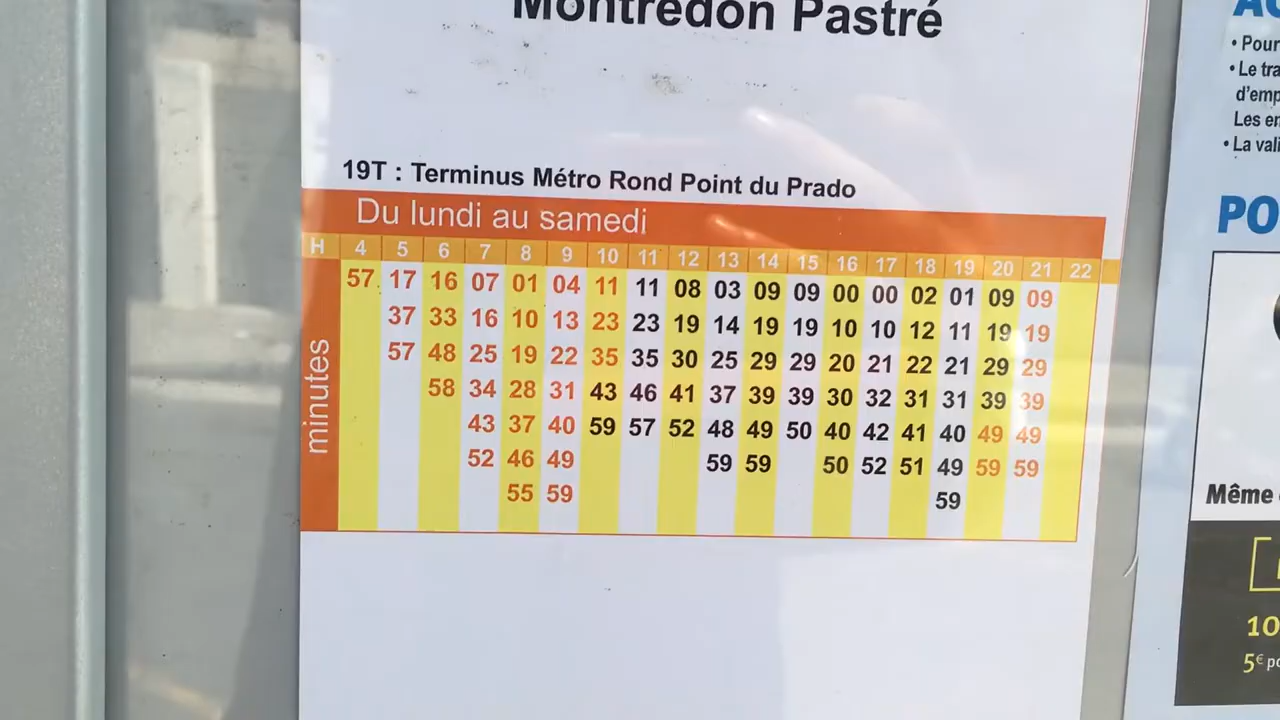 Montredon Pastré
19T : Terminus Métro Rond Point du Prado
Du lundi au samedi
H 4 5 6 7 8 9 10 11 12 13 14 15 16 17 18 19 20 21 22
minutes
57 17 16 07 01 04 11 11 08 03 09 09 00 00 02 01 09 09
37 33 16 10 13 23 23 19 14 19 19 10 10 12 11 19 19
57 48 25 19 22 35 35 30 25 29 29 20 21 22 21 29 29
58 34 28 31 43 46 41 37 39 39 30 32 31 31 39 39
43 37 40 59 57 52 48 49 50 40 42 41 40 49 49
52 46 49 59 59 50 52 51 49 59 59
55 59 59
• Pour
• Le
Les
• La
Même
10
5€